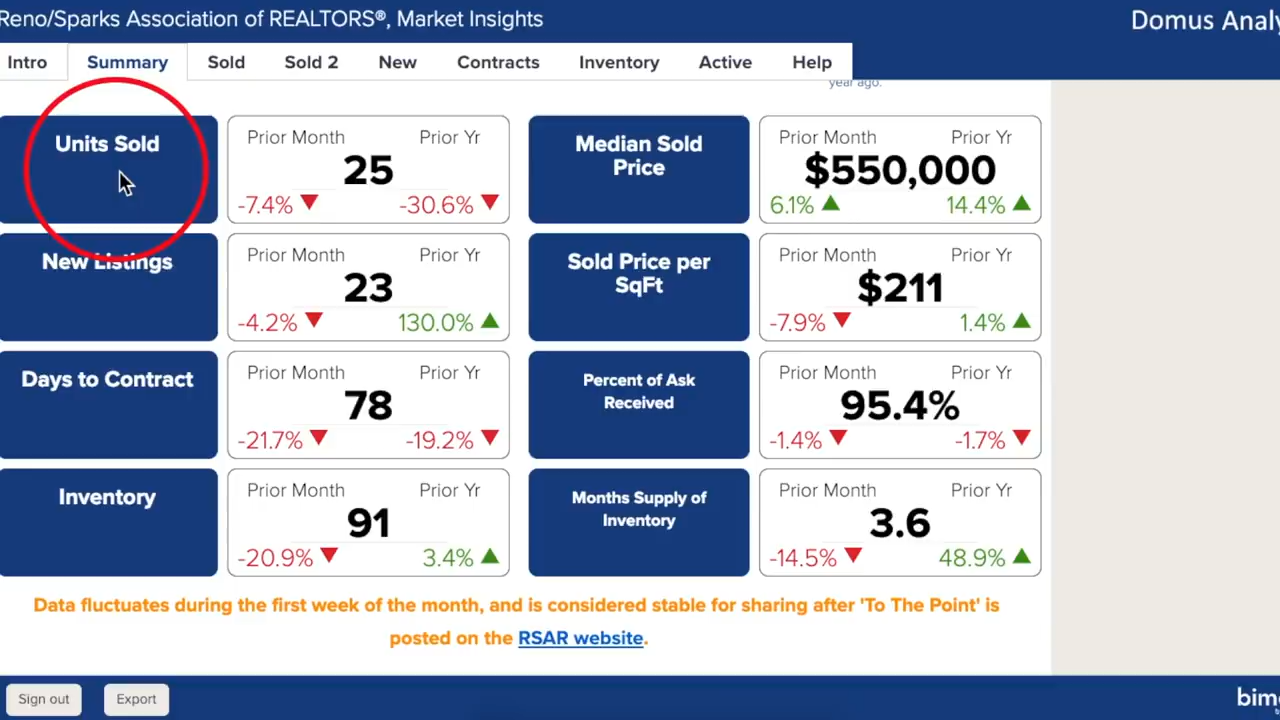 Reno/Sparks Association of REALTORS®, Market Insights
Domus Analy
Intro Summary Sold Sold 2 New Contracts Inventory Active Help
year ago.
Units Sold
Prior Month Prior Yr
25
-7.4% -30.6%
Median Sold
Price
Prior Month Prior Yr
$550,000
6.1% 14.4%
New Listings
Prior Month Prior Yr
23
-4.2% 130.0%
Sold Price per
SqFt
Prior Month Prior Yr
$211
-7.9% 1.4%
Days to Contract
Prior Month Prior Yr
78
-21.7% -19.2%
Percent of Ask
Received
Prior Month Prior Yr
95.4%
-1.4% -1.7%
Inventory
Prior Month Prior Yr
91
-20.9% 3.4%
Months Supply of
Inventory
Prior Month Prior Yr
3.6
-14.5% 48.9%
Data fluctuates during the first week of the month, and is considered stable for sharing after 'To The Point' is
posted on the RSAR website.
Sign out Export